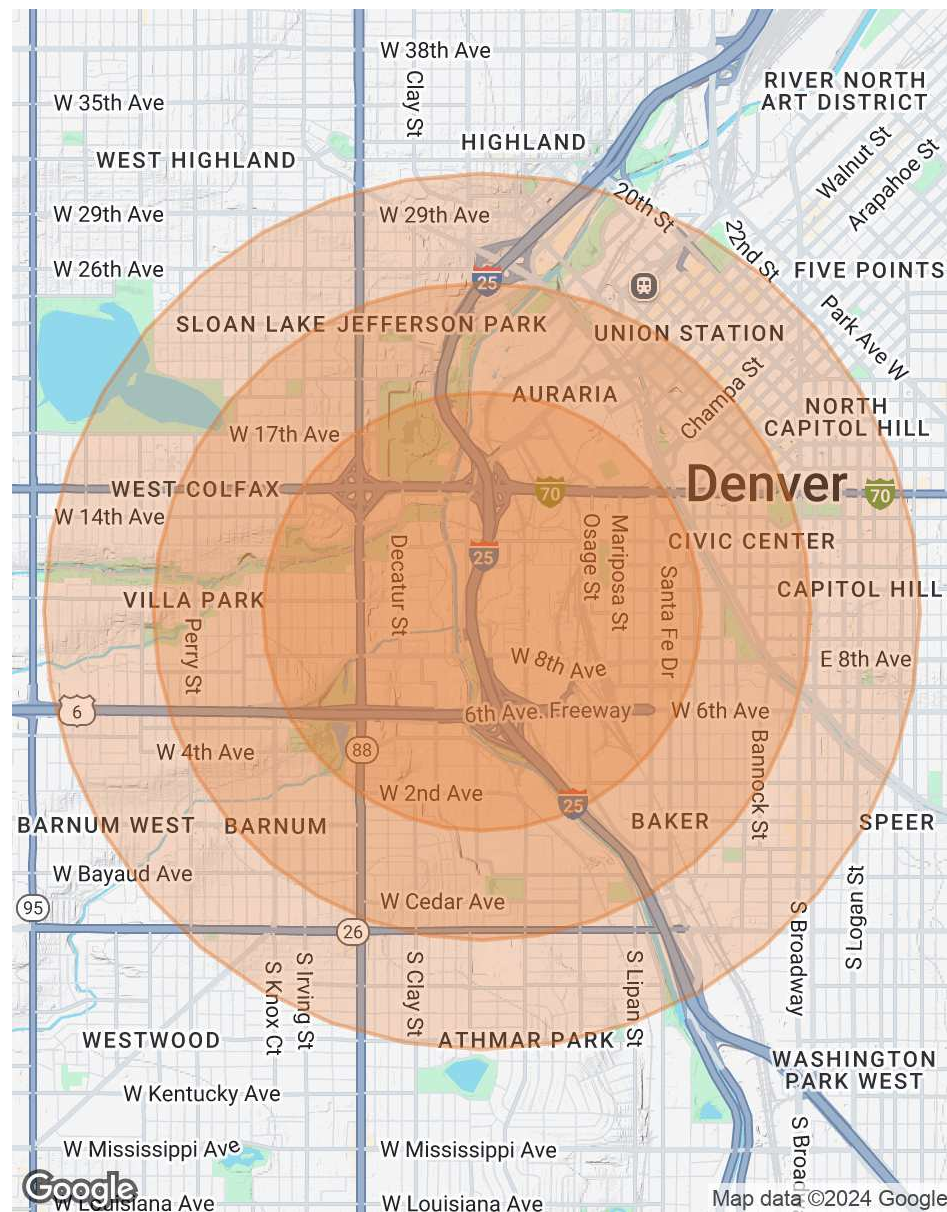 W 38th Ave
RIVER NORTH
ART DISTRICT
Clay St
W 35th Ave
HIGHLAND
WEST HIGHLAND
Walnut St
Arapahoe St
W 29th Ave
W 29th Ave
20th St
22nd St
W 26th Ave
FIVE POINTS
25
SLOAN LAKE
JEFFERSON PARK
UNION STATION
Park Ave W
AURARIA
Champa St
NORTH
CAPITOL HILL
W 17th Ave
WEST COLFAX
70
Denver
70
W 14th Ave
Decatur St
25
Osage St
Mariposa St
CIVIC CENTER
Santa Fe Dr
CAPITOL HILL
VILLA PARK
Perry St
W 8th Ave
E 8th Ave
6
6th Ave. Freeway
W 6th Ave
W 4th Ave
88
Bannock St
W 2nd Ave
25
BARNUM WEST
BARNUM
BAKER
SPEER
W Bayaud Ave
W Cedar Ave
95
26
S Logan St
S Broadway
S Knox Ct
S Irving St
S Clay St
S Lipan St
WESTWOOD
ATHMAR PARK
WASHINGTON
PARK WEST
W Kentucky Ave
W Mississippi Ave
W Mississippi Ave
S Broad
Google
W Louisiana Ave
W Louisiana Ave
Map data ©2024 Google